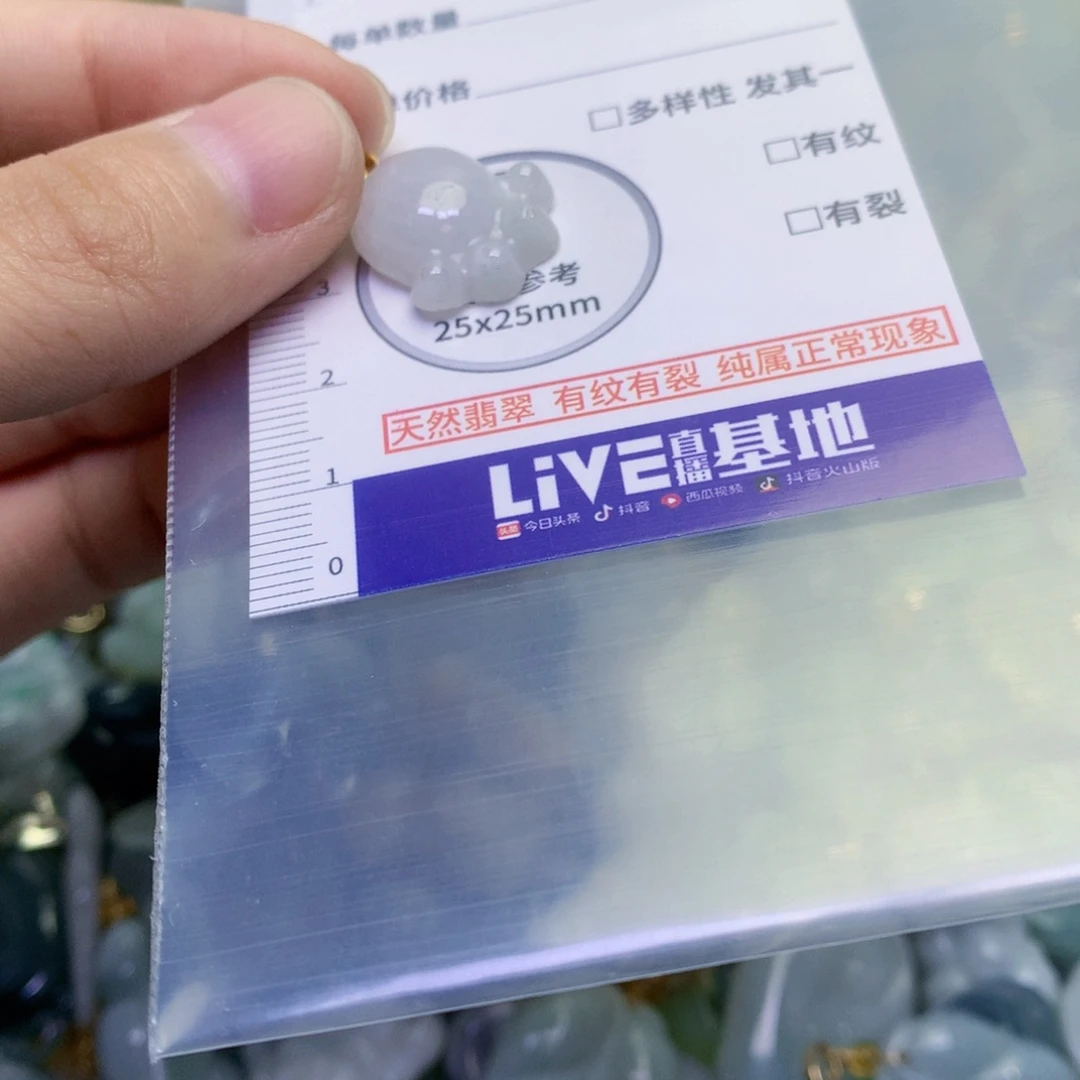 每单数量
价格
□多样性 发其一
□有纹
□有裂
参考
25x25mm
3
2
1
0
天然翡翠 有纹有裂 纯属正常现象
LiVE直播基地
头条 今日头条 抖音 西瓜视频 抖音火山版